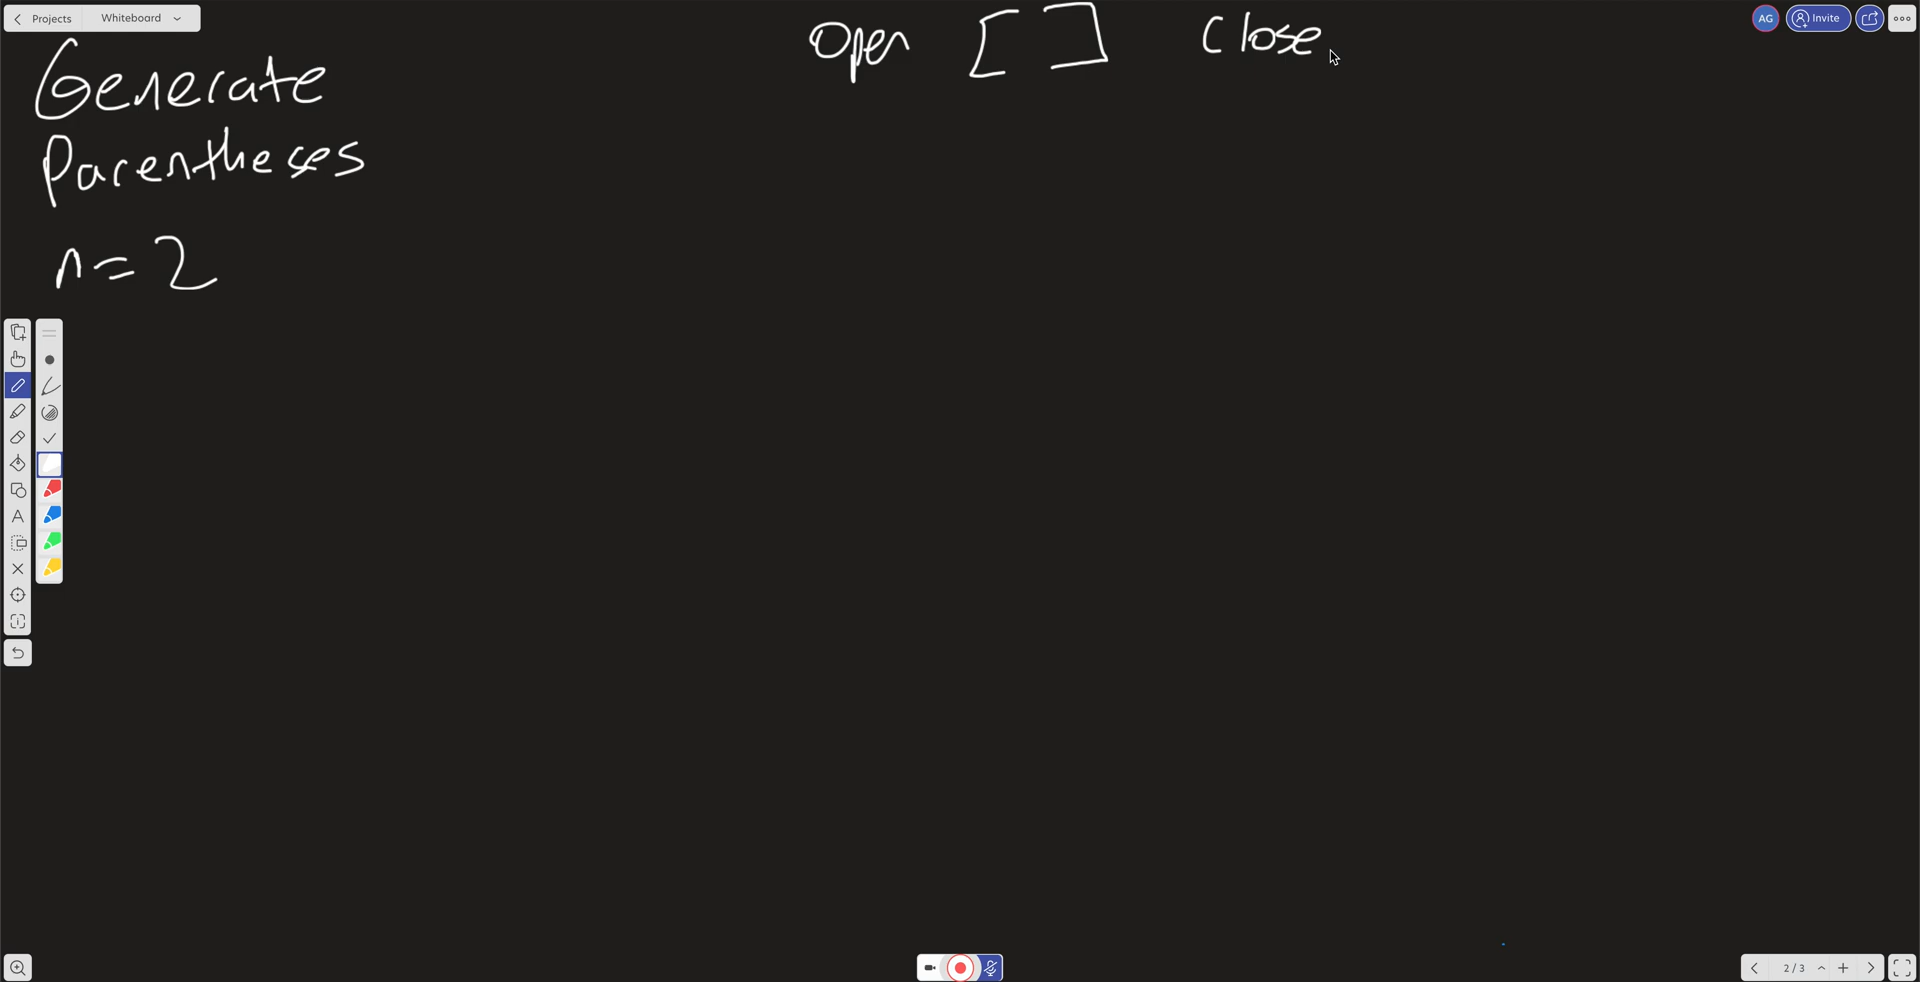 Projects Whiteboard
Open [ ] Close
AG Invite
Generate
Parentheses
n = 2
A
2 / 3